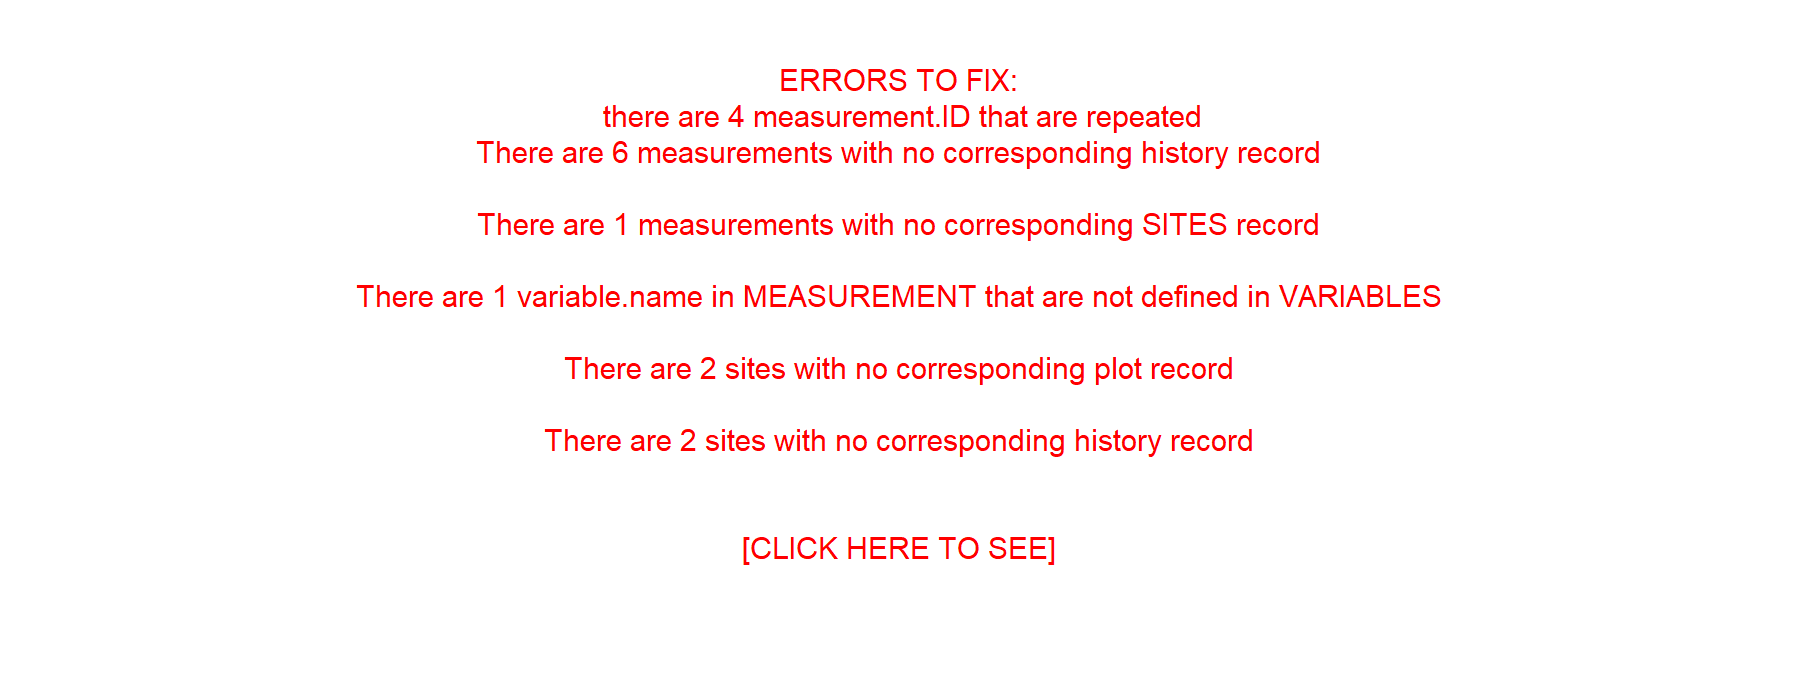 ERRORS TO FIX:
there are 4 measurement.ID that are repeated
There are 6 measurements with no corresponding history record
There are 1 measurements with no corresponding SITES record
There are 1 variable.name in MEASUREMENT that are not defined in VARIABLES
There are 2 sites with no corresponding plot record
There are 2 sites with no corresponding history record
[CLICK HERE TO SEE]